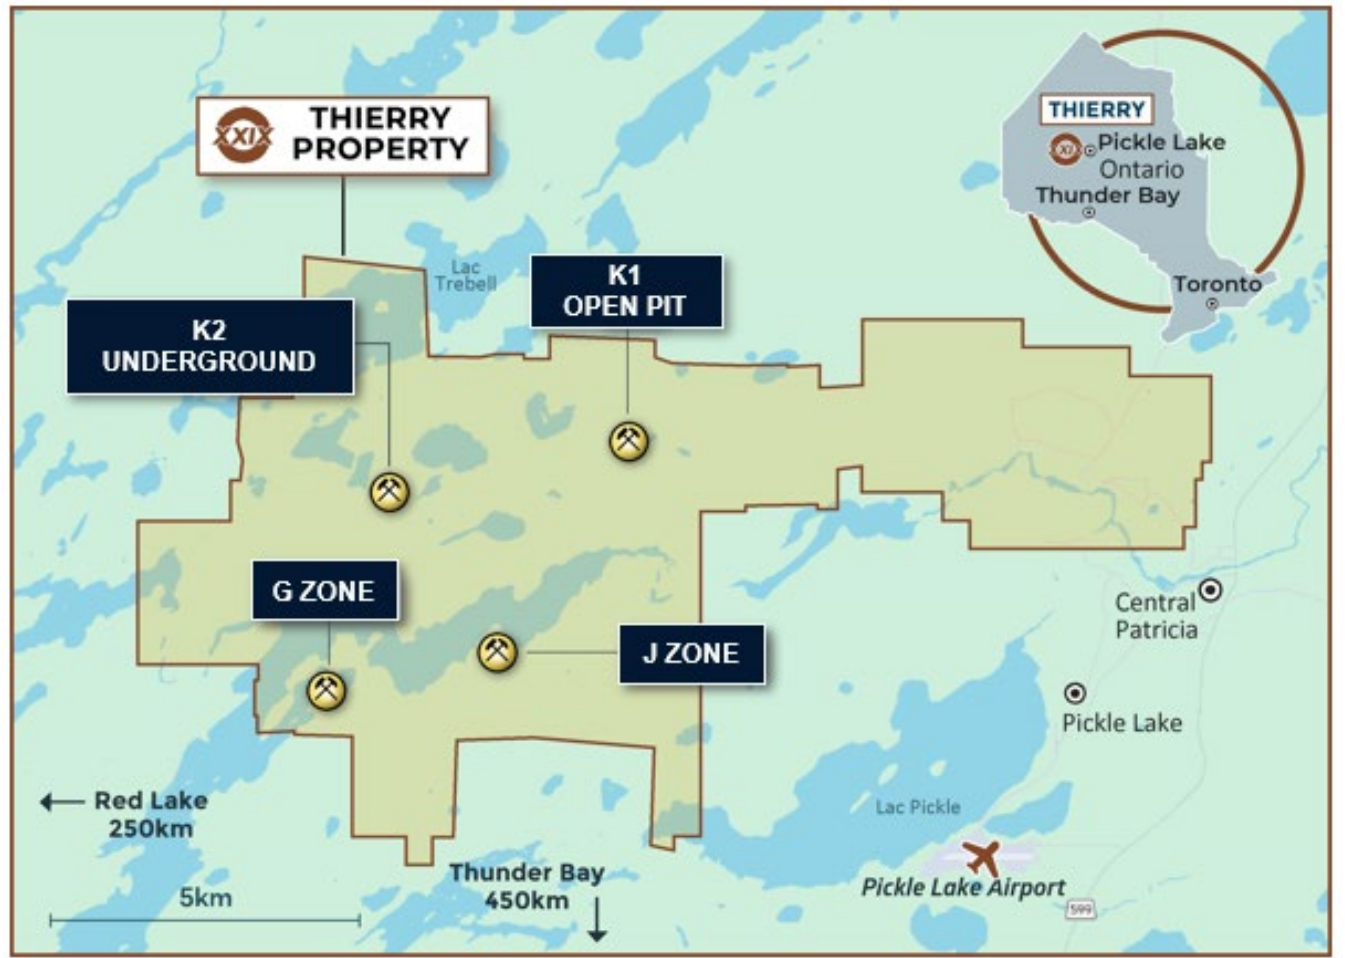 XXIX
THIERRY
PROPERTY
THIERRY
XXI
Pickle Lake
Ontario
Thunder Bay
Toronto
Lac
Trebell
K1
OPEN PIT
K2
UNDERGROUND
G ZONE
J ZONE
Central
Patricia
Pickle Lake
Red Lake
250km
Lac Pickle
Thunder Bay
450km
Pickle Lake Airport
5km
599